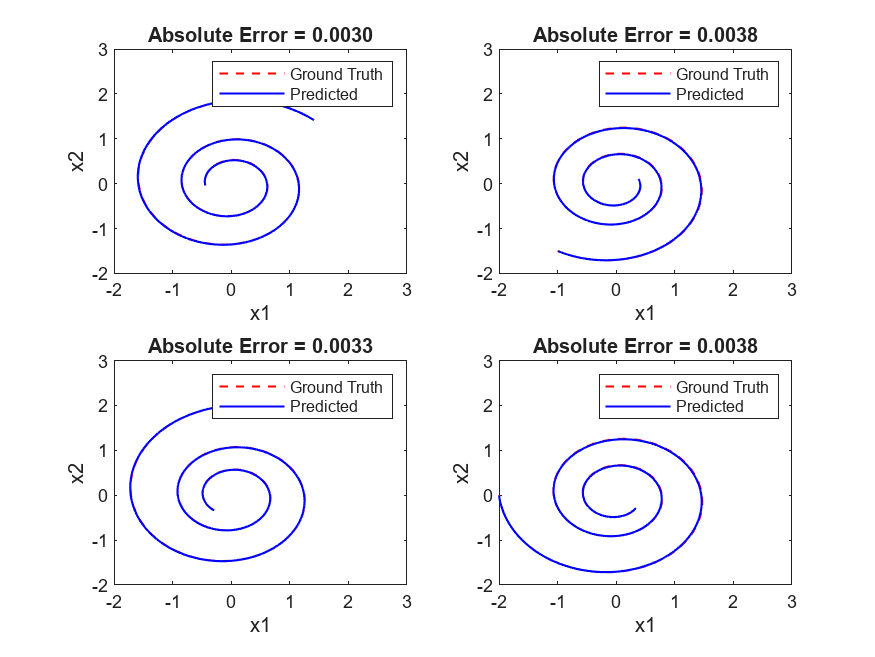 Absolute Error = 0.0030
3
2
1
0
-1
-2
-2 -1 0 1 2 3
x2
x1
Ground Truth
Predicted
Absolute Error = 0.0038
3
2
1
0
-1
-2
-2 -1 0 1 2 3
x2
x1
Ground Truth
Predicted
Absolute Error = 0.0033
3
2
1
0
-1
-2
-2 -1 0 1 2 3
x2
x1
Ground Truth
Predicted
Absolute Error = 0.0038
3
2
1
0
-1
-2
-2 -1 0 1 2 3
x2
x1
Ground Truth
Predicted